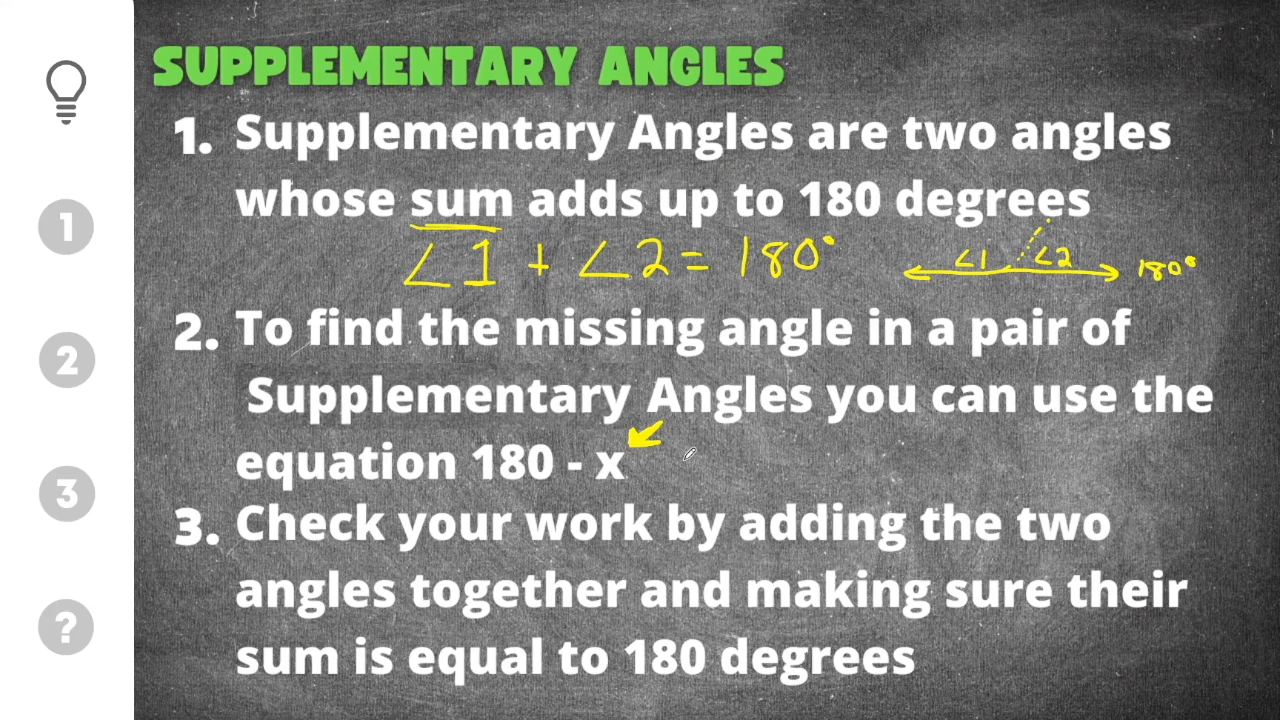 SUPPLEMENTARY ANGLES
1. Supplementary Angles are two angles
whose sum adds up to 180 degrees
∠1 + ∠2 = 180°
∠1 ∠2 180°
2. To find the missing angle in a pair of
Supplementary Angles you can use the
equation 180 - x
3. Check your work by adding the two
angles together and making sure their
sum is equal to 180 degrees
1
2
3
?